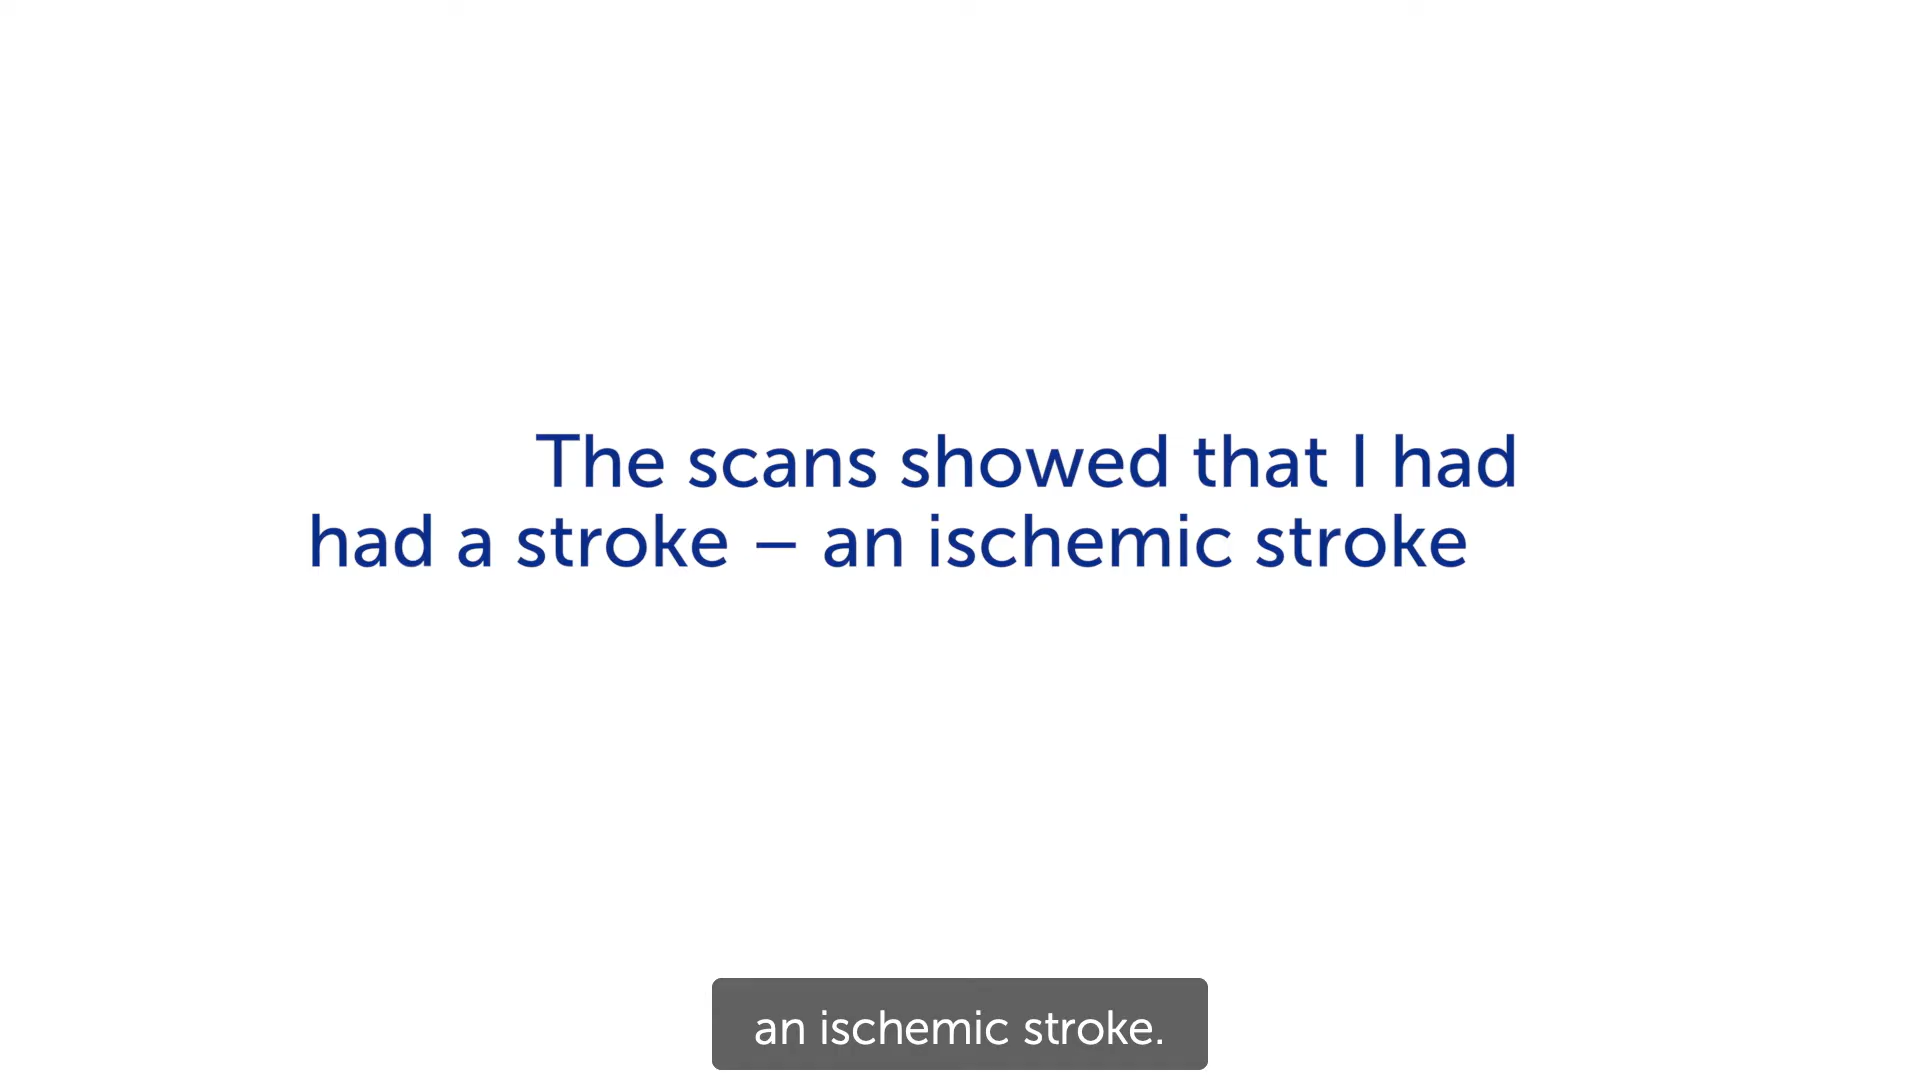 The scans showed that I had
had a stroke – an ischemic stroke
an ischemic stroke.